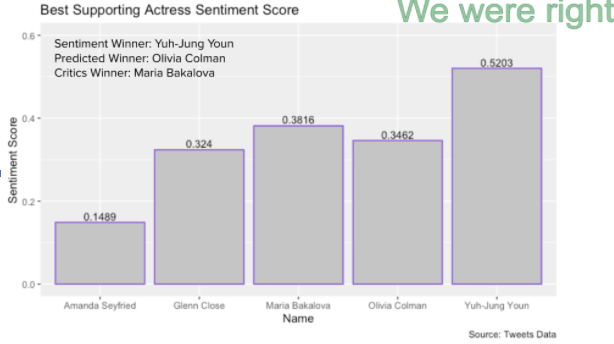 We were right
Best Supporting Actress Sentiment Score
Sentiment Winner: Yuh-Jung Youn
Predicted Winner: Olivia Colman
Critics Winner: Maria Bakalova
Sentiment Score
0.6
0.4
0.2
0.0
0.1489
0.324
0.3816
0.3462
0.5203
Amanda Seyfried
Glenn Close
Maria Bakalova
Olivia Colman
Yuh-Jung Youn
Name
Source: Tweets Data